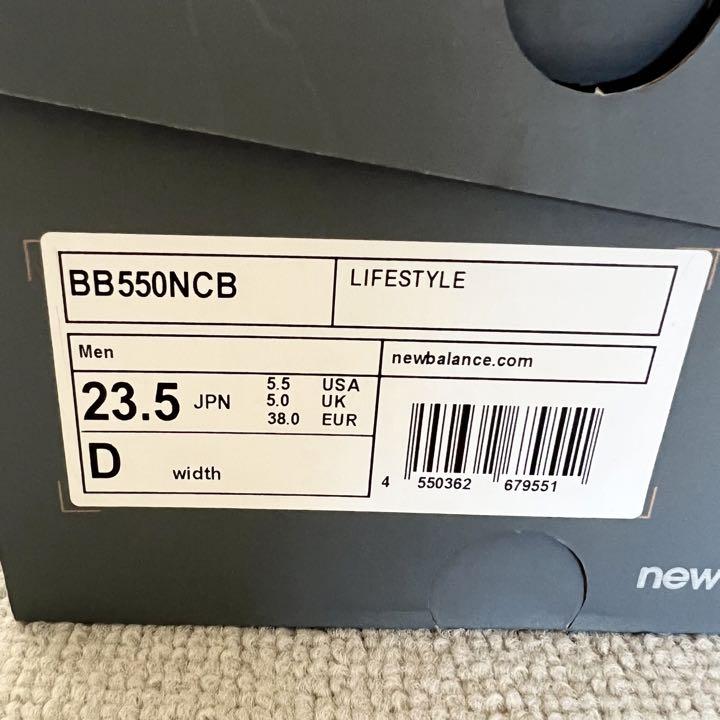 BB550NCB
LIFESTYLE
Men
newbalance.com
23.5 JPN
5.5 USA
5.0 UK
38.0 EUR
D width
4 550362 679551
new